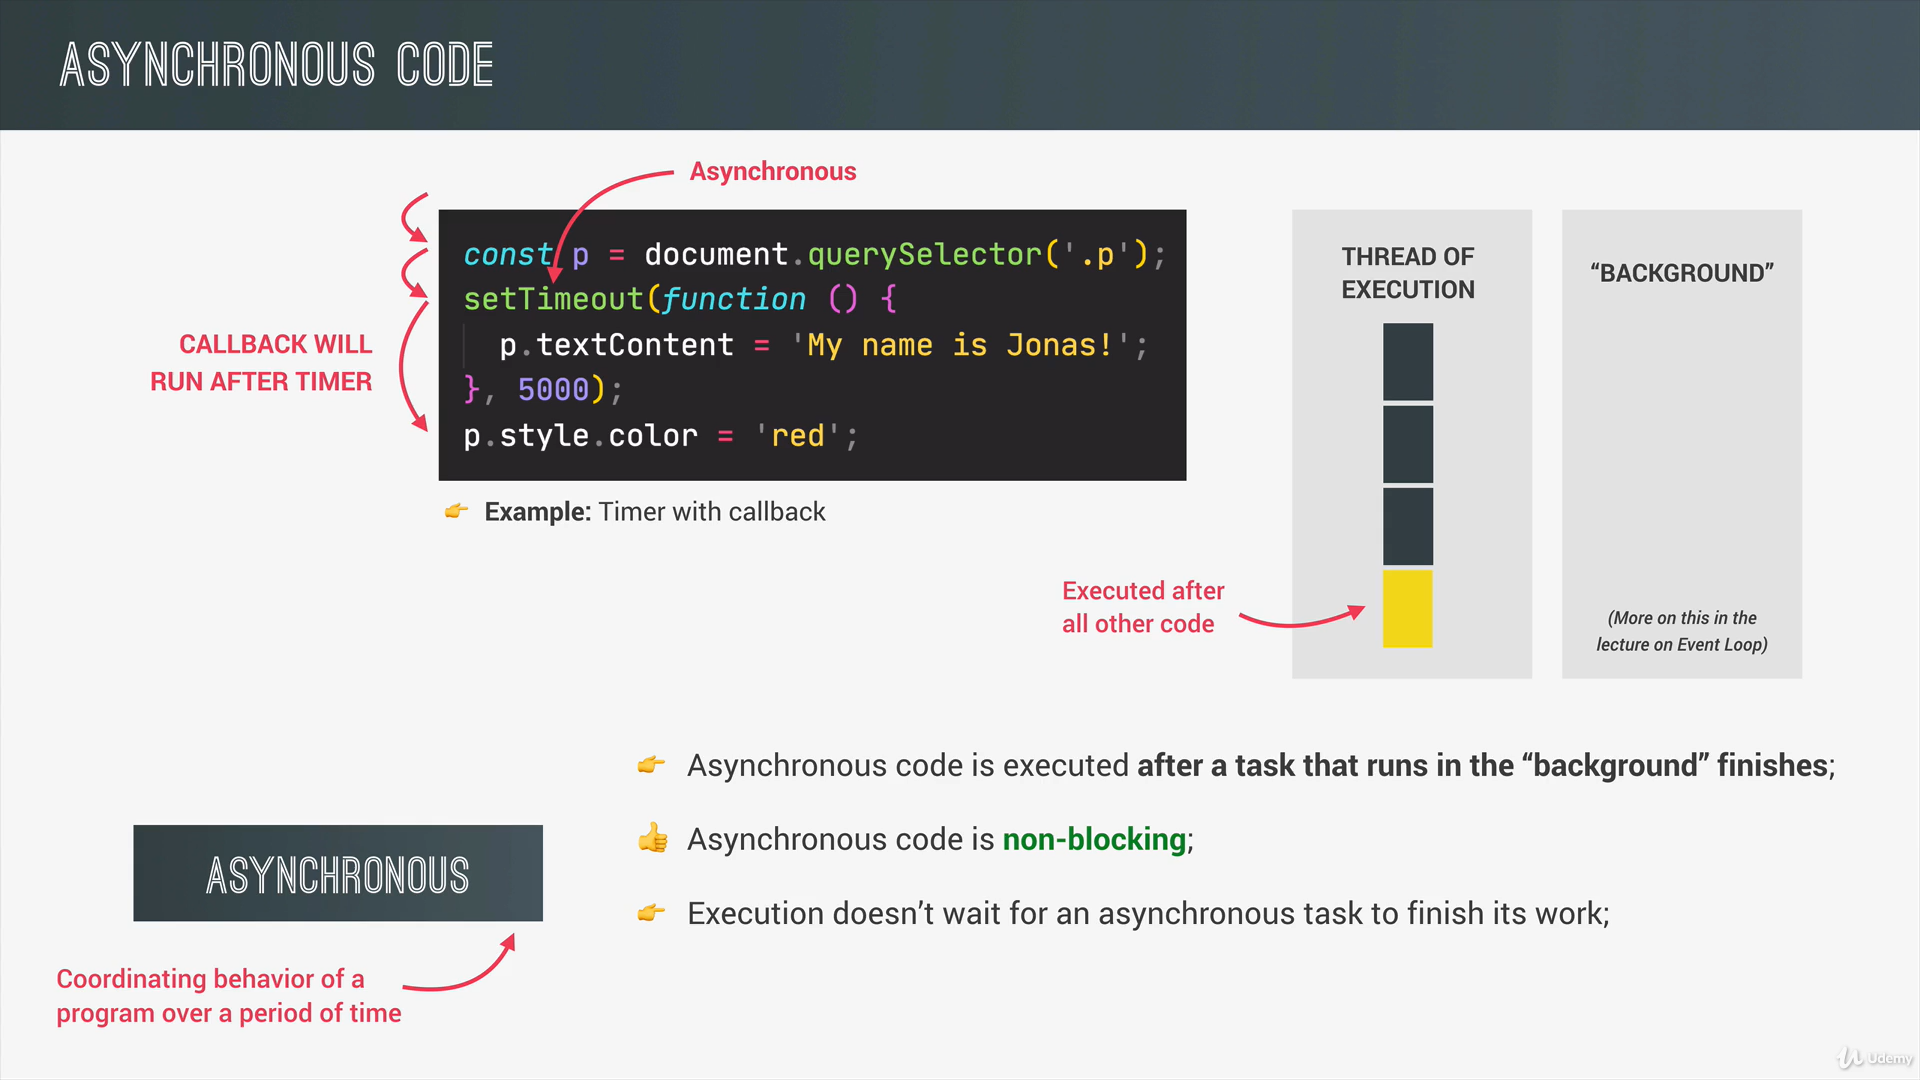 ASYNCHRONOUS CODE
Asynchronous
const p = document.querySelector('.p');
setTimeout(function () {
p.textContent = 'My name is Jonas!';
}, 5000);
p.style.color = 'red';
CALLBACK WILL
RUN AFTER TIMER
👉 Example: Timer with callback
THREAD OF
EXECUTION
“BACKGROUND”
Executed after
all other code
(More on this in the
lecture on Event Loop)
👉 Asynchronous code is executed after a task that runs in the “background” finishes;
👍 Asynchronous code is non-blocking;
👉 Execution doesn’t wait for an asynchronous task to finish its work;
ASYNCHRONOUS
Coordinating behavior of a
program over a period of time
Udemy